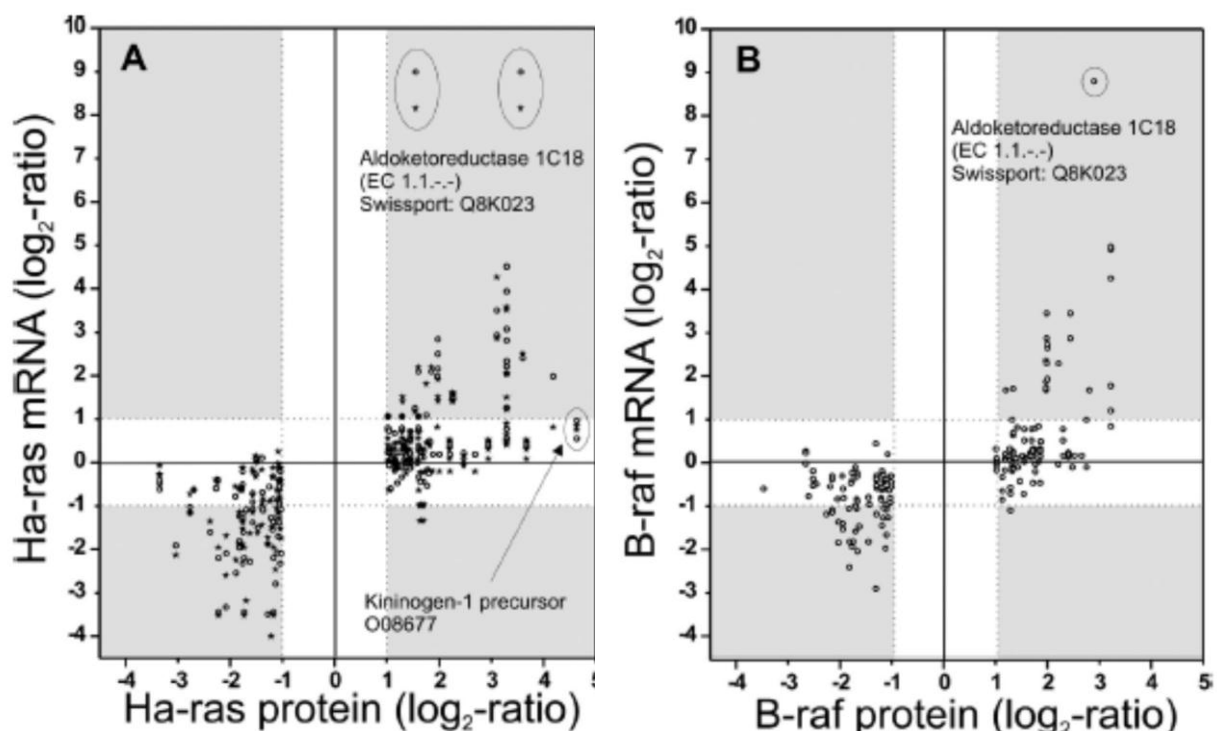 A
10
9
8
7
6
5
4
3
2
1
0
-1
-2
-3
-4
Ha-ras mRNA (log2-ratio)
Aldoketoreductase 1C18
(EC 1.1.-.-)
Swissport: Q8K023
Kininogen-1 precursor
O08677
-4 -3 -2 -1 0 1 2 3 4 5
Ha-ras protein (log2-ratio)
B
10
9
8
7
6
5
4
3
2
1
0
-1
-2
-3
-4
B-raf mRNA (log2-ratio)
Aldoketoreductase 1C18
(EC 1.1.-.-)
Swissport: Q8K023
-4 -3 -2 -1 0 1 2 3 4 5
B-raf protein (log2-ratio)